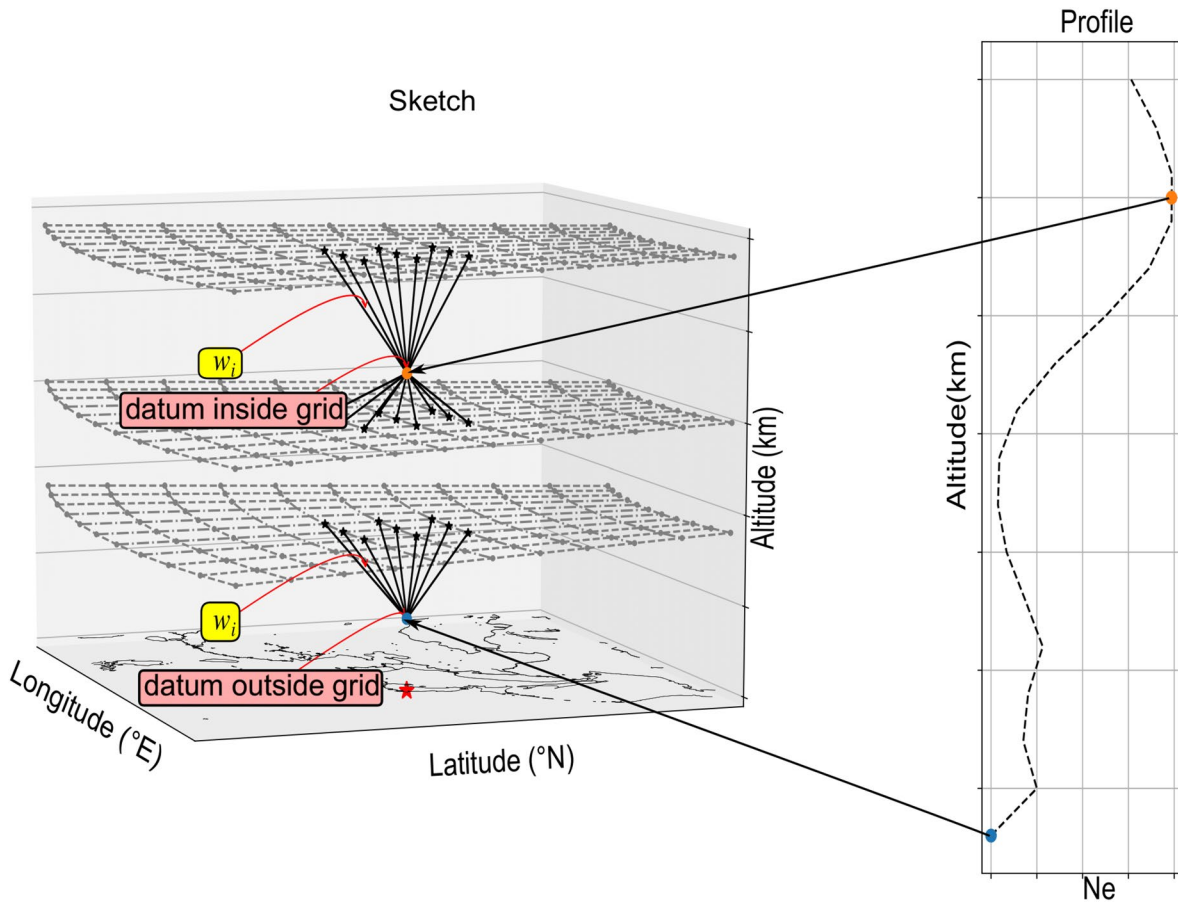 Profile
Sketch
w_i
datum inside grid
Altitude (km)
Altitude(km)
w_i
datum outside grid
Longitude (°E)
Latitude (°N)
Ne